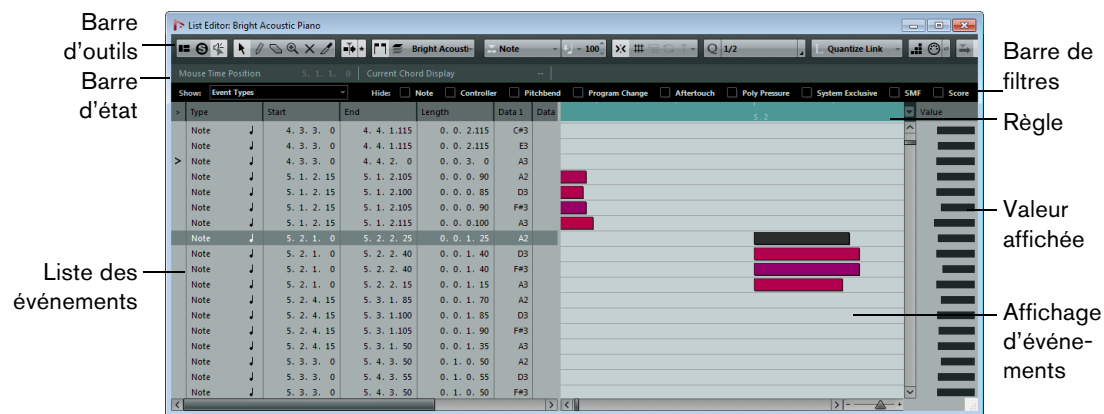 Barre
d'outils
Barre
d'état
Liste des
événements
List Editor: Bright Acoustic Piano
Bright Acousti- Note - 100 Q 1/2 Quantize Link
Mouse Time Position 5. 1. 1. 0 Current Chord Display --
Show: Event Types Hide: Note Controller Pitchbend Program Change Aftertouch Poly Pressure System Exclusive SMF Score
> Type Start End Length Data 1 Data 5.2 Value
Note 4. 3. 3. 0 4. 4. 1.115 0. 0. 2.115 C#3
Note 4. 3. 3. 0 4. 4. 1.115 0. 0. 2.115 E3
> Note 4. 3. 3. 0 4. 4. 2. 0 0. 0. 3. 0 A3
Note 5. 1. 2. 15 5. 1. 2.105 0. 0. 0. 90 A2
Note 5. 1. 2. 15 5. 1. 2.100 0. 0. 0. 85 D3
Note 5. 1. 2. 15 5. 1. 2.105 0. 0. 0. 90 F#3
Note 5. 1. 2. 15 5. 1. 2.115 0. 0. 0.100 A3
Note 5. 2. 1. 0 5. 2. 2. 25 0. 0. 1. 25 A2
Note 5. 2. 1. 0 5. 2. 2. 40 0. 0. 1. 40 D3
Note 5. 2. 1. 0 5. 2. 2. 40 0. 0. 1. 40 F#3
Note 5. 2. 1. 0 5. 2. 2. 15 0. 0. 1. 15 A3
Note 5. 2. 4. 15 5. 3. 1. 85 0. 0. 1. 70 A2
Note 5. 2. 4. 15 5. 3. 1.100 0. 0. 1. 85 D3
Note 5. 2. 4. 15 5. 3. 1.105 0. 0. 1. 90 F#3
Note 5. 2. 4. 15 5. 3. 1. 50 0. 0. 1. 35 A3
Note 5. 3. 3. 0 5. 4. 3. 50 0. 1. 0. 50 A2
Note 5. 3. 3. 0 5. 4. 3. 55 0. 1. 0. 55 D3
Note 5. 3. 3. 0 5. 4. 3. 50 0. 1. 0. 50 F#3
Barre de
filtres
Règle
Valeur
affichée
Affichage
d'événe-
ments